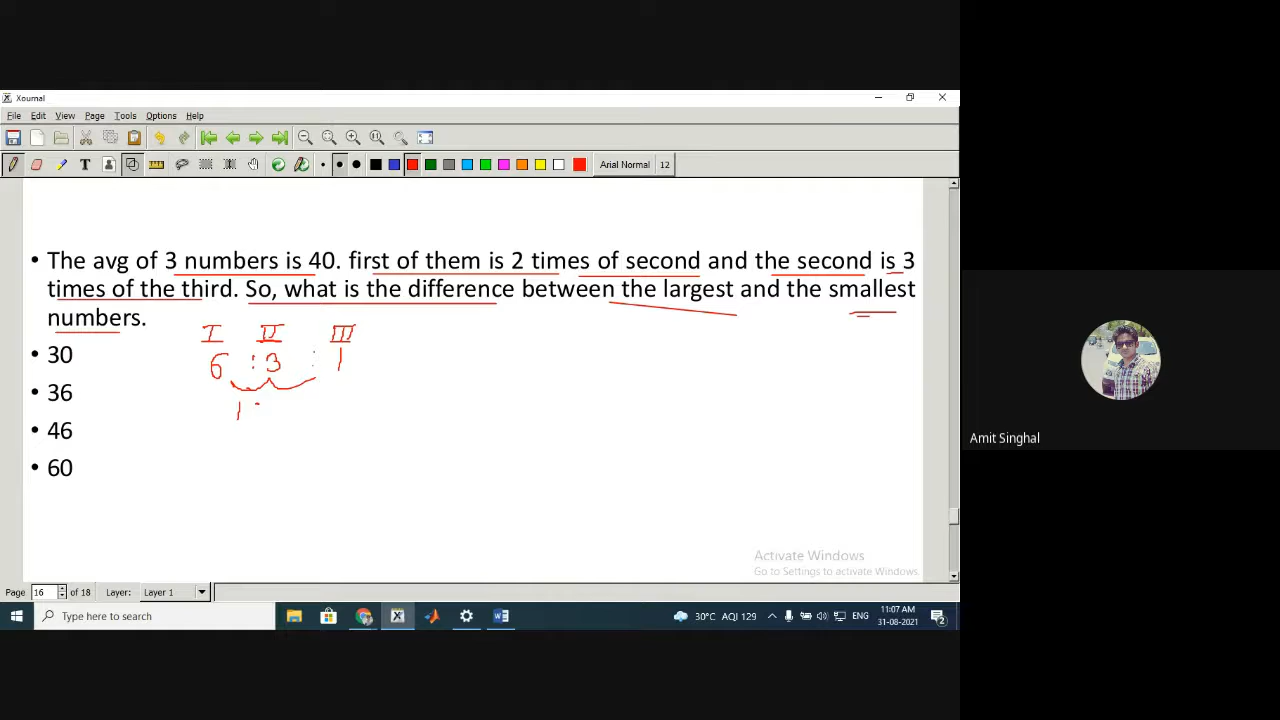 Xournal
File Edit View Page Tools Options Help
T Arial Normal 12
• The avg of 3 numbers is 40. first of them is 2 times of second and the second is 3
times of the third. So, what is the difference between the largest and the smallest
numbers.
I II III
6 : 3 : 1
1
• 30
• 36
• 46
• 60
Amit Singhal
Activate Windows
Go to Settings to activate Windows.
Page 16 of 18 Layer: Layer 1
Type here to search
30°C AQI 129 ENG 11:07 AM
31-08-2021
2